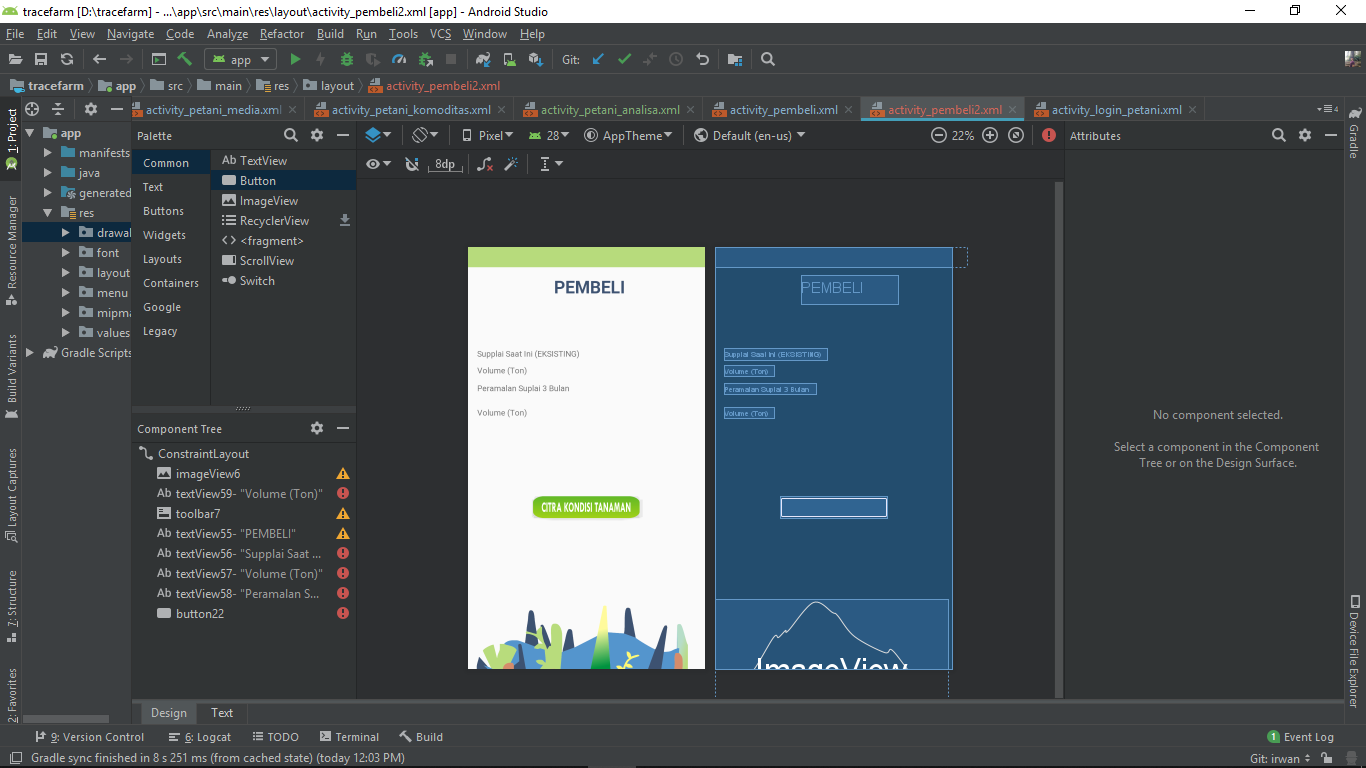 tracefarm [D:\tracefarm] - ...\app\src\main\res\layout\activity_pembeli2.xml [app] - Android Studio
File Edit View Navigate Code Analyze Refactor Build Run Tools VCS Window Help
app Git:
tracefarm app src main res layout activity_pembeli2.xml
activity_petani_media.xml activity_petani_komoditas.xml activity_petani_analisa.xml activity_pembeli.xml activity_pembeli2.xml activity_login_petani.xml 4
1: Project
Resource Manager
Build Variants
Layout Captures
7: Structure
2: Favorites
app
manifests
java
generated
res
drawal
font
layout
menu
mipma
values
Gradle Scripts
Palette
Common
Text
Buttons
Widgets
Layouts
Containers
Google
Legacy
Ab TextView
Button
ImageView
RecyclerView
<fragment>
ScrollView
Switch
Component Tree
ConstraintLayout
imageView6
Ab textView59- "Volume (Ton)"
toolbar7
Ab textView55- "PEMBELI"
Ab textView56- "Supplai Saat ...
Ab textView57- "Volume (Ton)"
Ab textView58- "Peramalan S...
button22
Pixel 28 AppTheme Default (en-us) 22%
8dp
PEMBELI
Supplai Saat Ini (EKSISTING)
Volume (Ton)
Peramalan Suplai 3 Bulan
Volume (Ton)
CITRA KONDISI TANAMAN
PEMBELI
Supplai Saat Ini (EKSISTING)
Volume (Ton)
Peramalan Suplai 3 Bulan
Volume (Ton)
ImageView
Attributes
No component selected.
Select a component in the Component
Tree or on the Design Surface.
Gradle
Device File Explorer
Design Text
9: Version Control 6: Logcat TODO Terminal Build 1 Event Log
Gradle sync finished in 8 s 251 ms (from cached state) (today 12:03 PM) Git: irwan